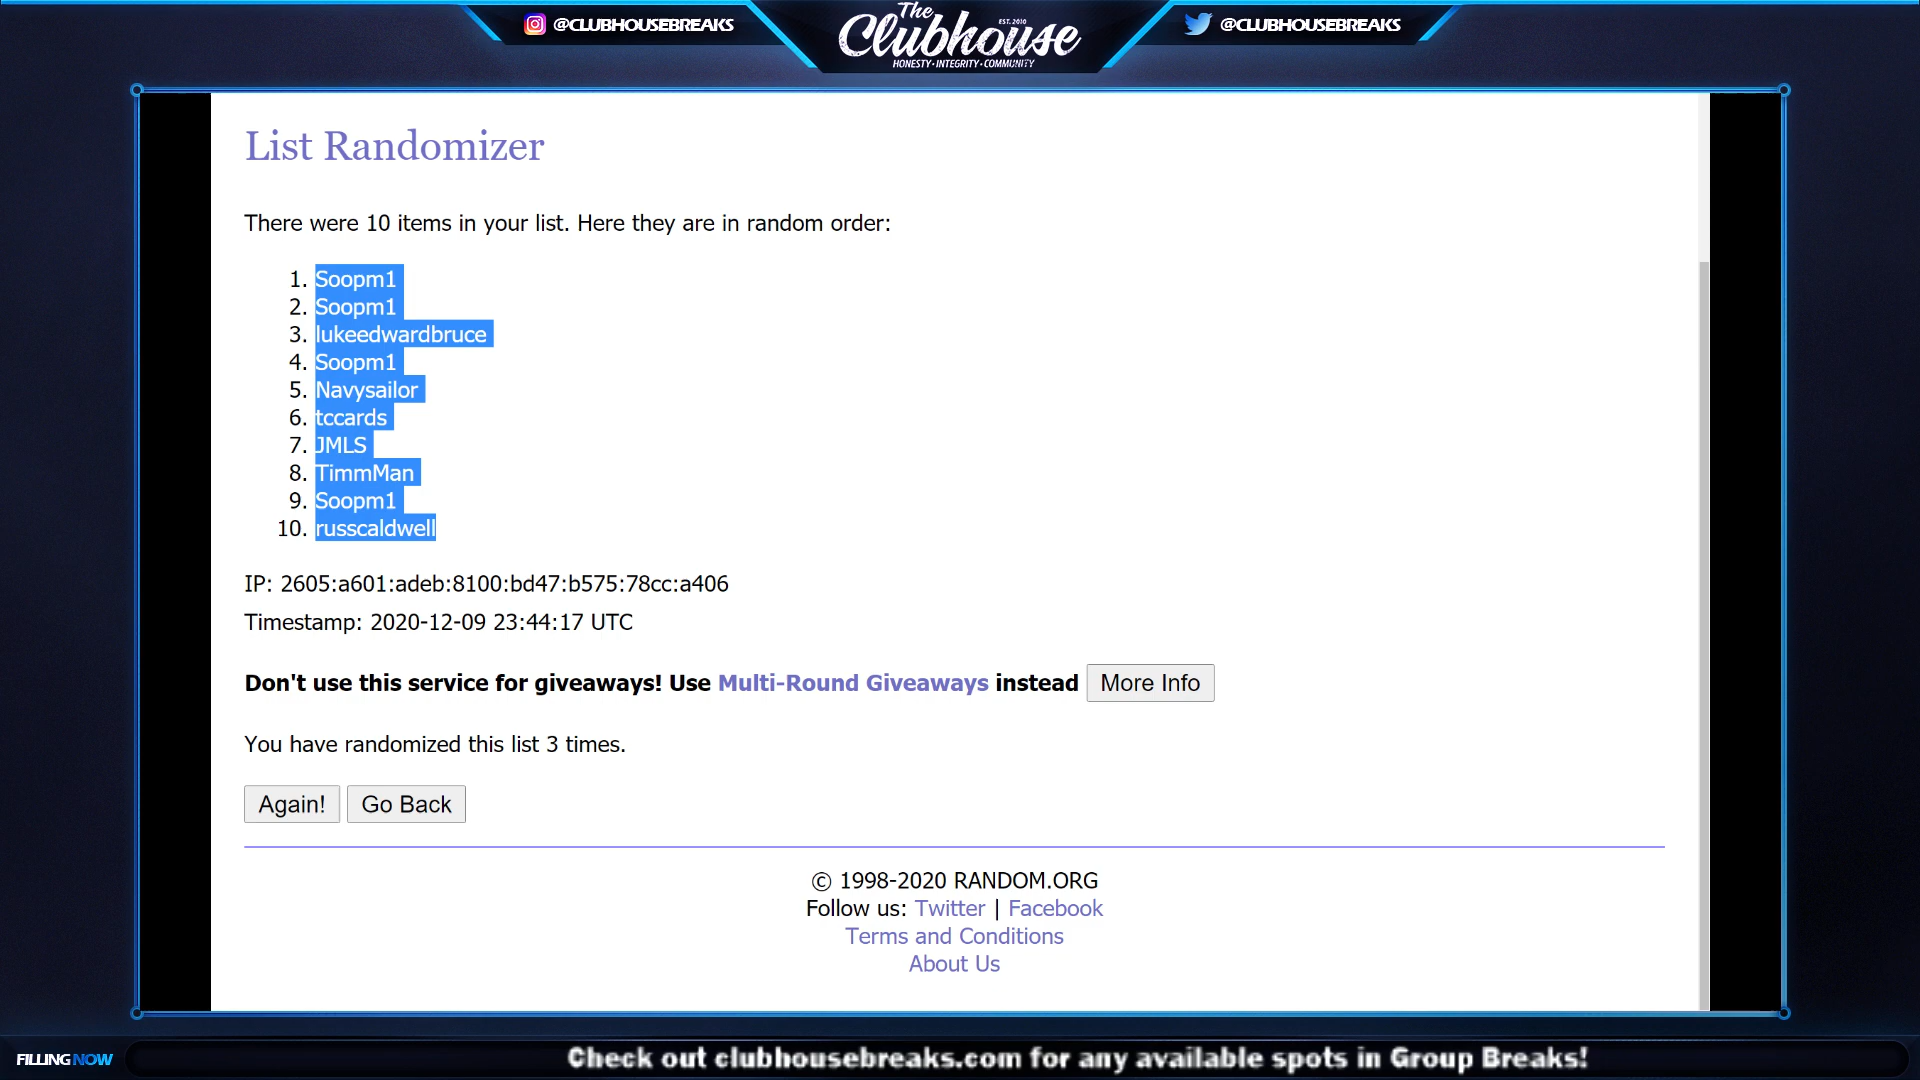 @CLUBHOUSEBREAKS
The
Clubhouse
EST. 2010
HONESTY·INTEGRITY·COMMUNITY
@CLUBHOUSEBREAKS
List Randomizer
There were 10 items in your list. Here they are in random order:
1. Soopm1
2. Soopm1
3. lukeedwardbruce
4. Soopm1
5. Navysailor
6. tccards
7. JMLS
8. TimmMan
9. Soopm1
10. russcaldwell
IP: 2605:a601:adeb:8100:bd47:b575:78cc:a406
Timestamp: 2020-12-09 23:44:17 UTC
Don't use this service for giveaways! Use Multi-Round Giveaways instead More Info
You have randomized this list 3 times.
Again! Go Back
© 1998-2020 RANDOM.ORG
Follow us: Twitter | Facebook
Terms and Conditions
About Us
FILLING NOW Check out clubhousebreaks.com for any available spots in Group Breaks!